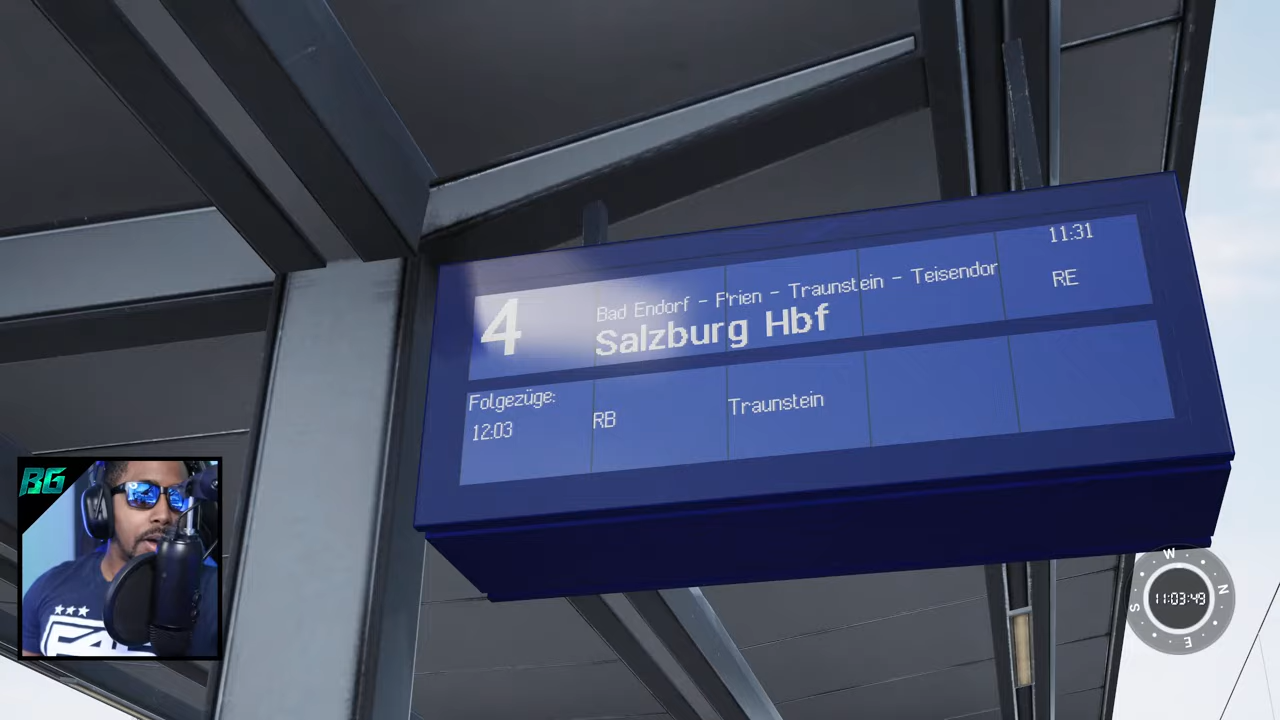 11:31
4
Bad Endorf - Prien - Traunstein - Teisendor
RE
Salzburg Hbf
Folgezüge:
12:03
RB
Traunstein
BG
W
N
S
E
11:03:49